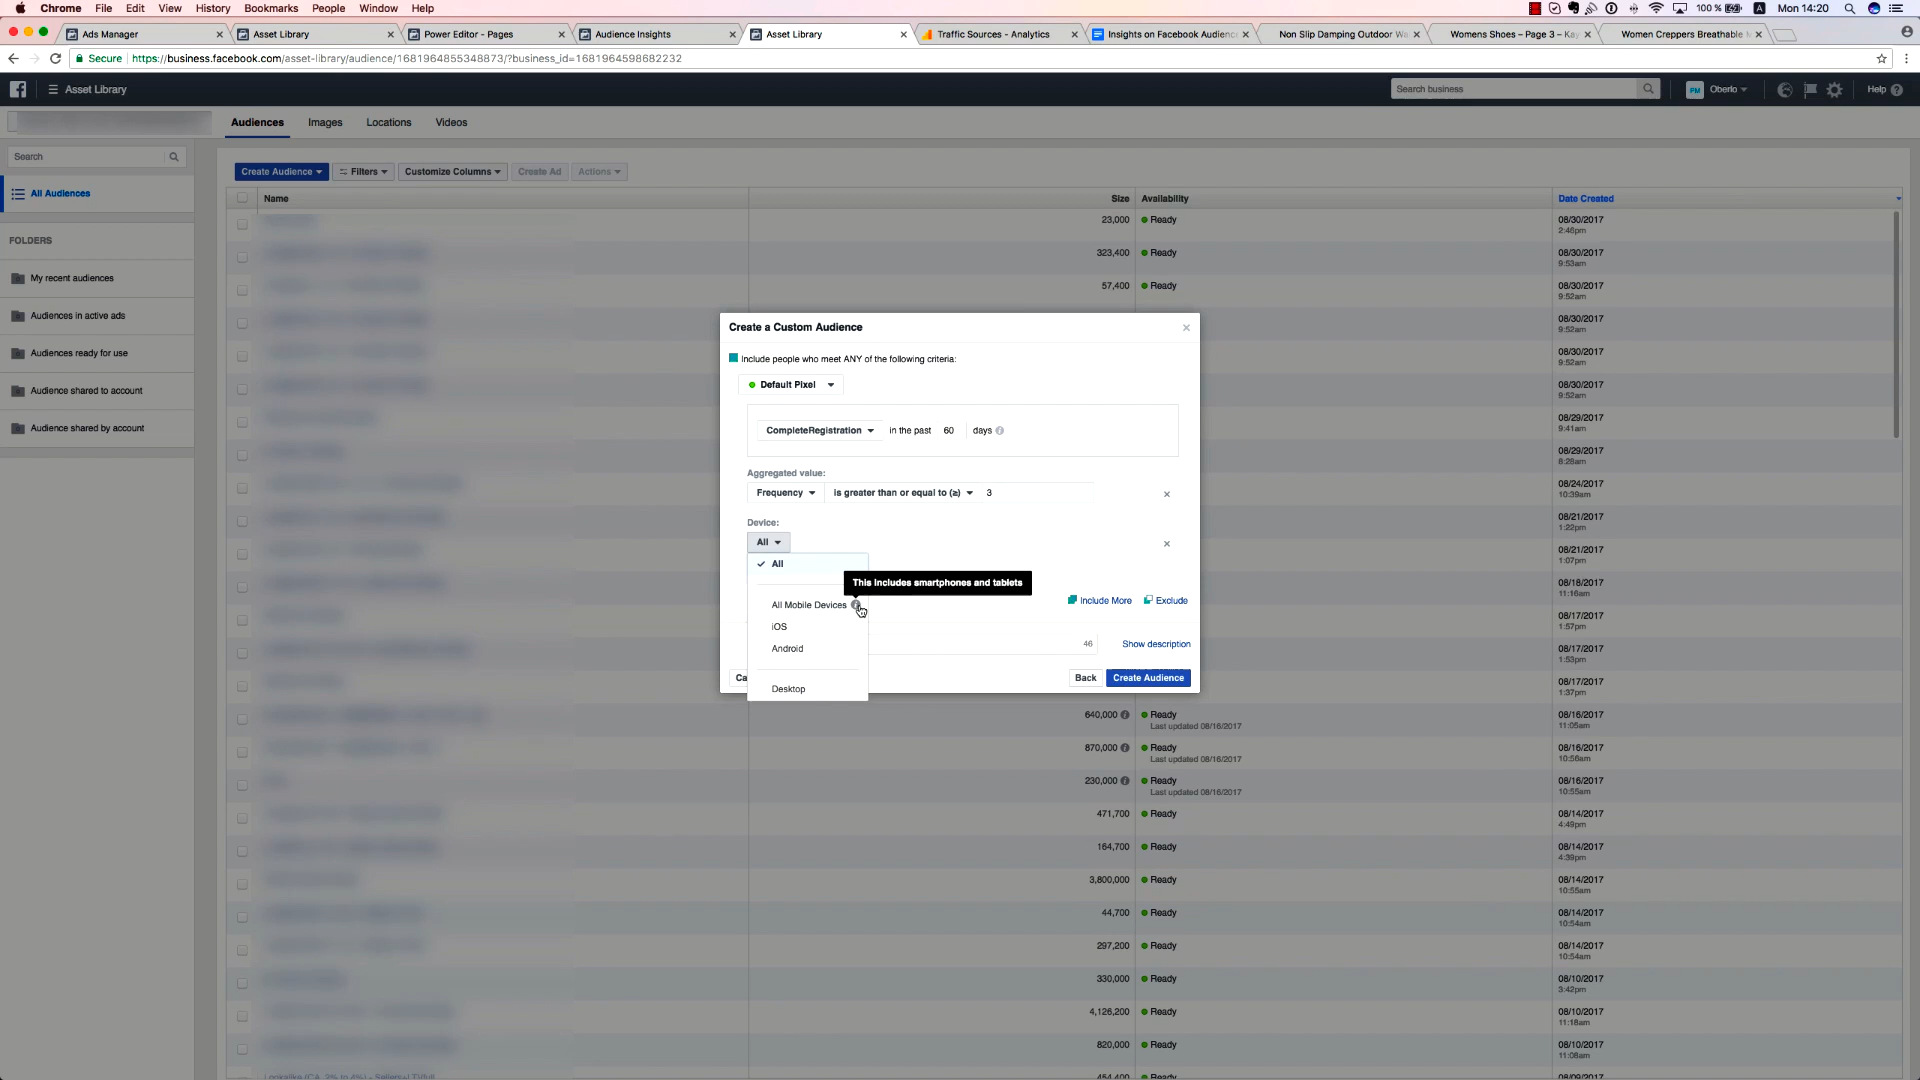 Chrome File Edit View History Bookmarks People Window Help 100 % Mon 14:20
Ads Manager Asset Library Power Editor - Pages Audience Insights Asset Library Traffic Sources - Analytics Insights on Facebook Audience Non Slip Damping Outdoor Womens Shoes – Page 3 – Women Creppers Breathable
Secure https://business.facebook.com/asset-library/audience/1681964855348873/?business_id=1681964598682232
Asset Library Search business PM Oberlo Help
Audiences Images Locations Videos
Search
All Audiences
FOLDERS
My recent audiences
Audiences in active ads
Audiences ready for use
Audience shared to account
Audience shared by account
Create Audience Filters Customize Columns Create Ad Actions
Name Size Availability Date Created
23,000 Ready 08/30/2017
2:46pm
323,400 Ready 08/30/2017
9:53am
57,400 Ready 08/30/2017
9:52am
08/30/2017
9:52am
08/30/2017
9:52am
08/30/2017
9:52am
08/29/2017
9:41am
08/29/2017
8:28am
08/24/2017
10:39am
08/21/2017
1:22pm
08/21/2017
1:07pm
08/18/2017
11:16am
08/17/2017
1:57pm
08/17/2017
1:53pm
08/17/2017
1:37pm
Create a Custom Audience
Include people who meet ANY of the following criteria:
Default Pixel
CompleteRegistration in the past 60 days
Aggregated value:
Frequency is greater than or equal to (≥) 3
Device:
All
All
This includes smartphones and tablets
All Mobile Devices
iOS
Android
Desktop
Include More Exclude
46 Show description
Ca Back Create Audience
640,000 Ready 08/16/2017
Last updated 08/16/2017 11:05am
870,000 Ready 08/16/2017
Last updated 08/16/2017 10:56am
230,000 Ready 08/16/2017
Last updated 08/16/2017 10:55am
471,700 Ready 08/14/2017
4:49pm
164,700 Ready 08/14/2017
4:39pm
3,800,000 Ready 08/14/2017
10:55am
44,700 Ready 08/14/2017
10:54am
297,200 Ready 08/14/2017
10:54am
330,000 Ready 08/10/2017
3:42pm
4,126,200 Ready 08/10/2017
11:18am
820,000 Ready 08/10/2017
11:08am
454,400 Ready 08/09/2017